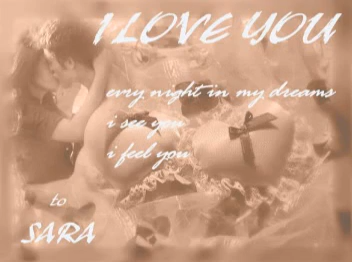 I LOVE YOU
evry night in my dreams
i see you
i feel you
to
SARA